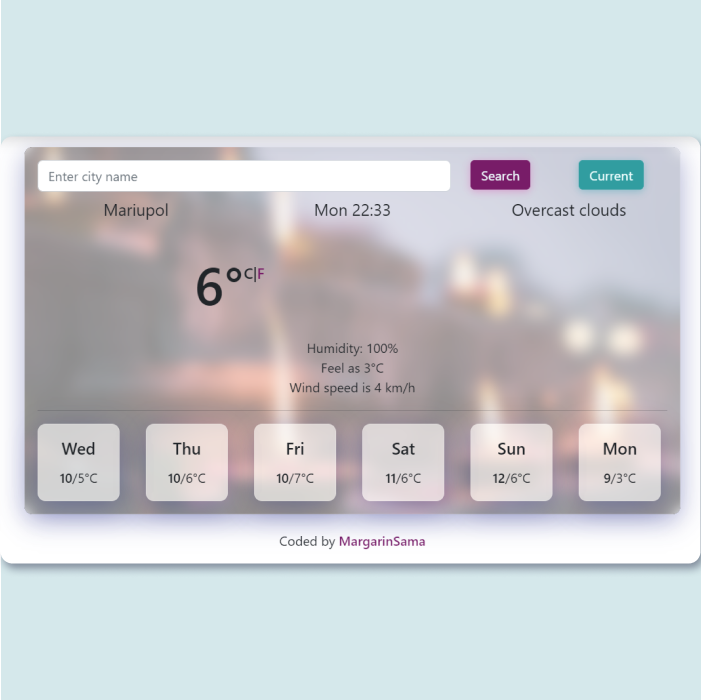 Enter city name Search Current
Mariupol Mon 22:33 Overcast clouds
6°C|F
Humidity: 100%
Feel as 3°C
Wind speed is 4 km/h
Wed Thu Fri Sat Sun Mon
10/5°C 10/6°C 10/7°C 11/6°C 12/6°C 9/3°C
Coded by MargarinSama